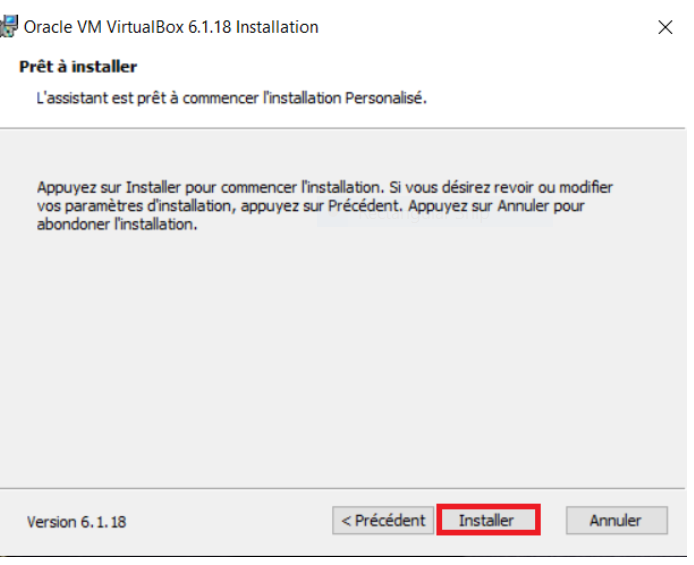 Oracle VM VirtualBox 6.1.18 Installation
Prêt à installer
L'assistant est prêt à commencer l'installation Personalisé.
Appuyez sur Installer pour commencer l'installation. Si vous désirez revoir ou modifier
vos paramètres d'installation, appuyez sur Précédent. Appuyez sur Annuler pour
abondoner l'installation.
Version 6.1.18
< Précédent
Installer
Annuler